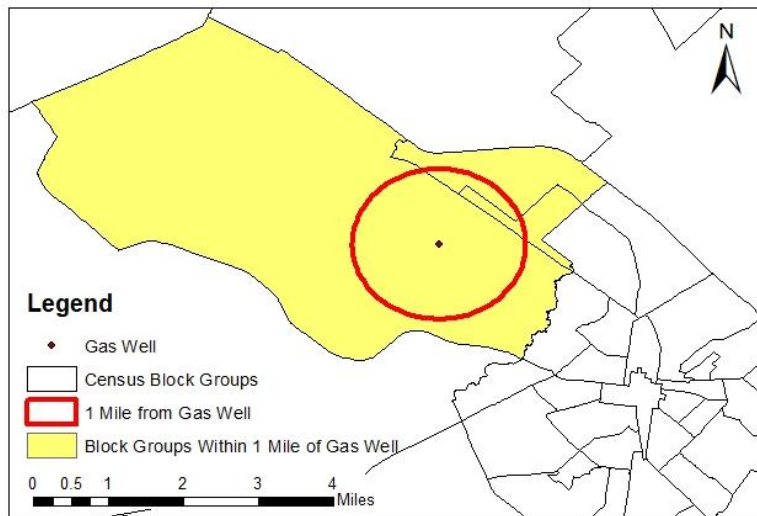 N
Legend
Gas Well
Census Block Groups
1 Mile from Gas Well
Block Groups Within 1 Mile of Gas Well
0 0.5 1 2 3 4
Miles